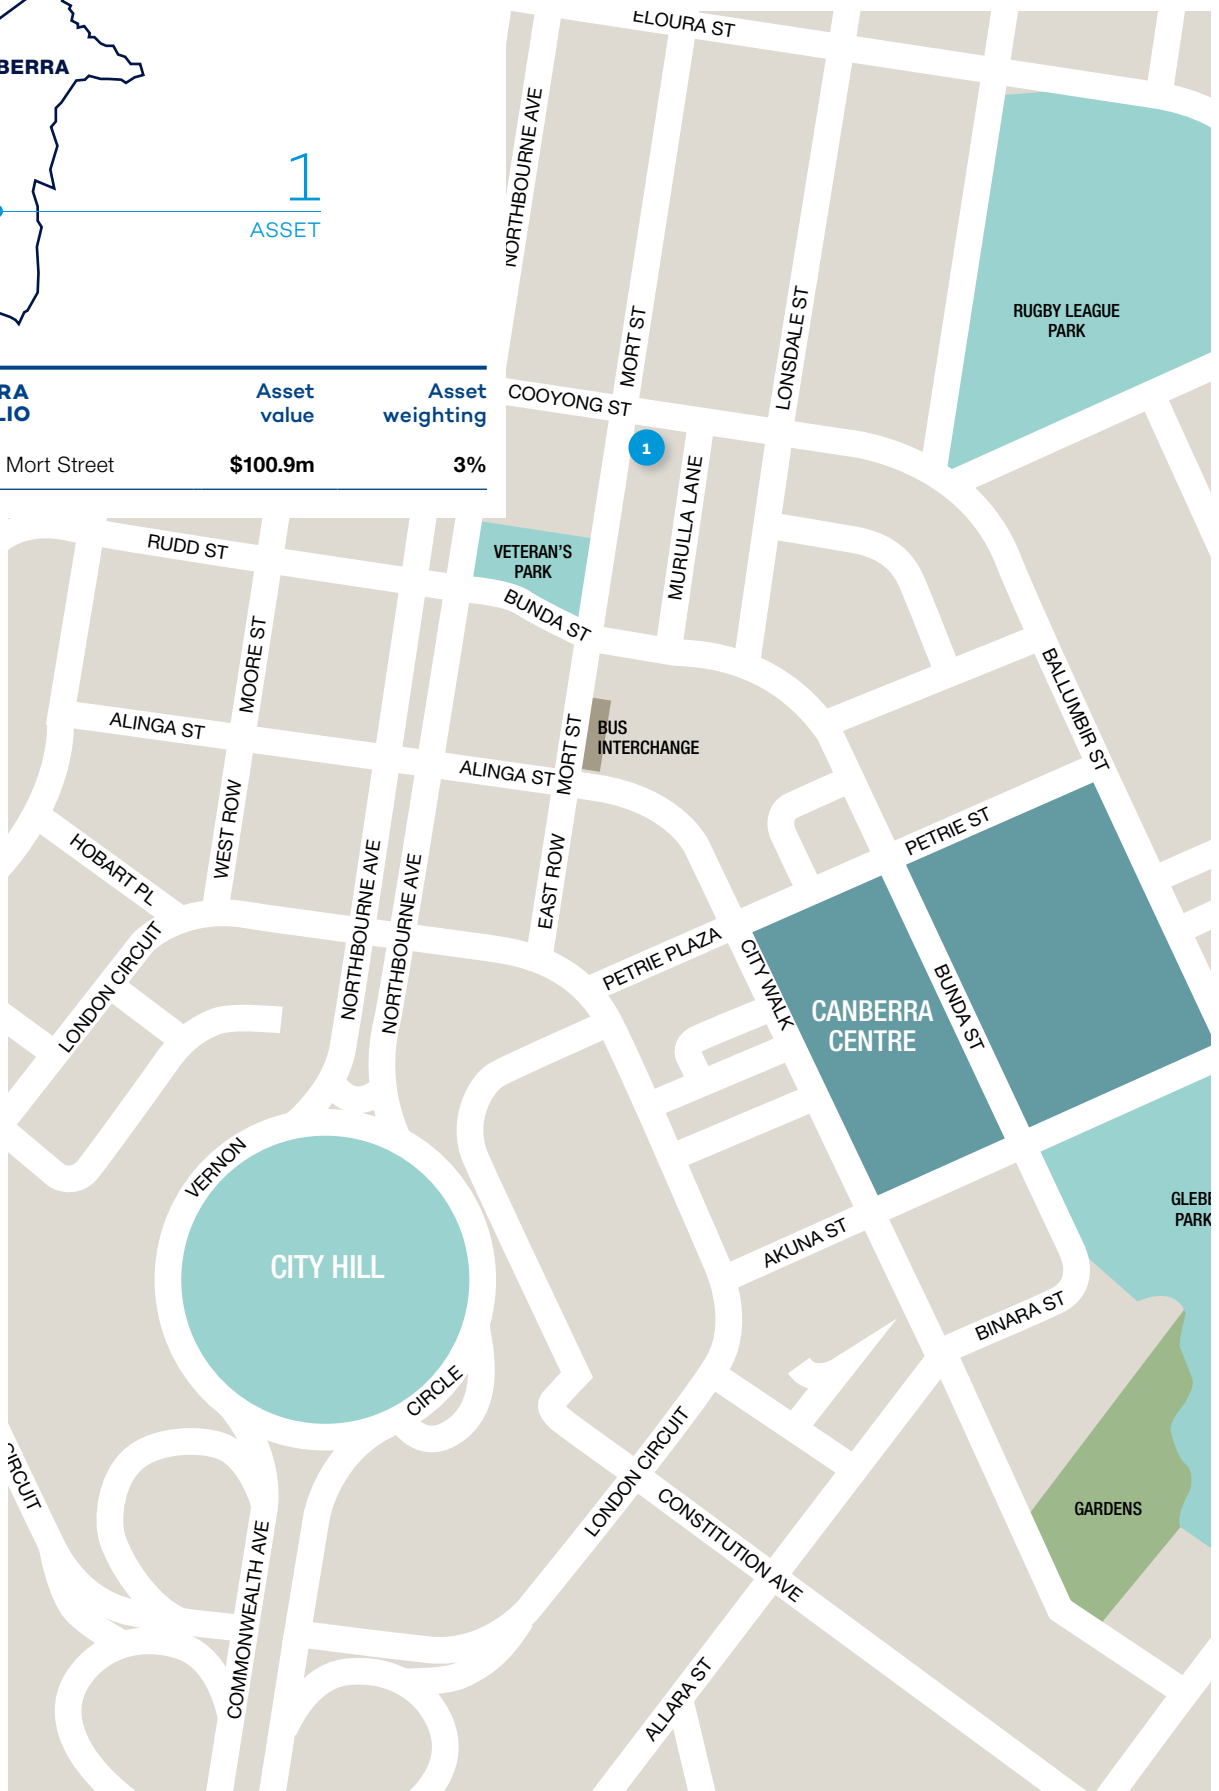 ELOURA ST
BERRA
NORTHBOURNE AVE
1
ASSET
RUGBY LEAGUE
PARK
MORT ST
LONSDALE ST
COOYONG ST
RA
LIO
Asset
value
Asset
weighting
Mort Street
$100.9m
3%
1
MURULLA LANE
RUDD ST
VETERAN'S
PARK
BUNDA ST
MOORE ST
BALLUMBIR ST
ALINGA ST
BUS
INTERCHANGE
MORT ST
ALINGA ST
WEST ROW
PETRIE ST
HOBART PL
NORTHBOURNE AVE
NORTHBOURNE AVE
EAST ROW
PETRIE PLAZA
CITY WALK
LONDON CIRCUIT
CANBERRA
CENTRE
BUNDA ST
VERNON
GLEBE
PARK
AKUNA ST
CITY HILL
BINARA ST
CIRCLE
LONDON CIRCUIT
CIRCUIT
GARDENS
CONSTITUTION AVE
COMMONWEALTH AVE
ALLARA ST